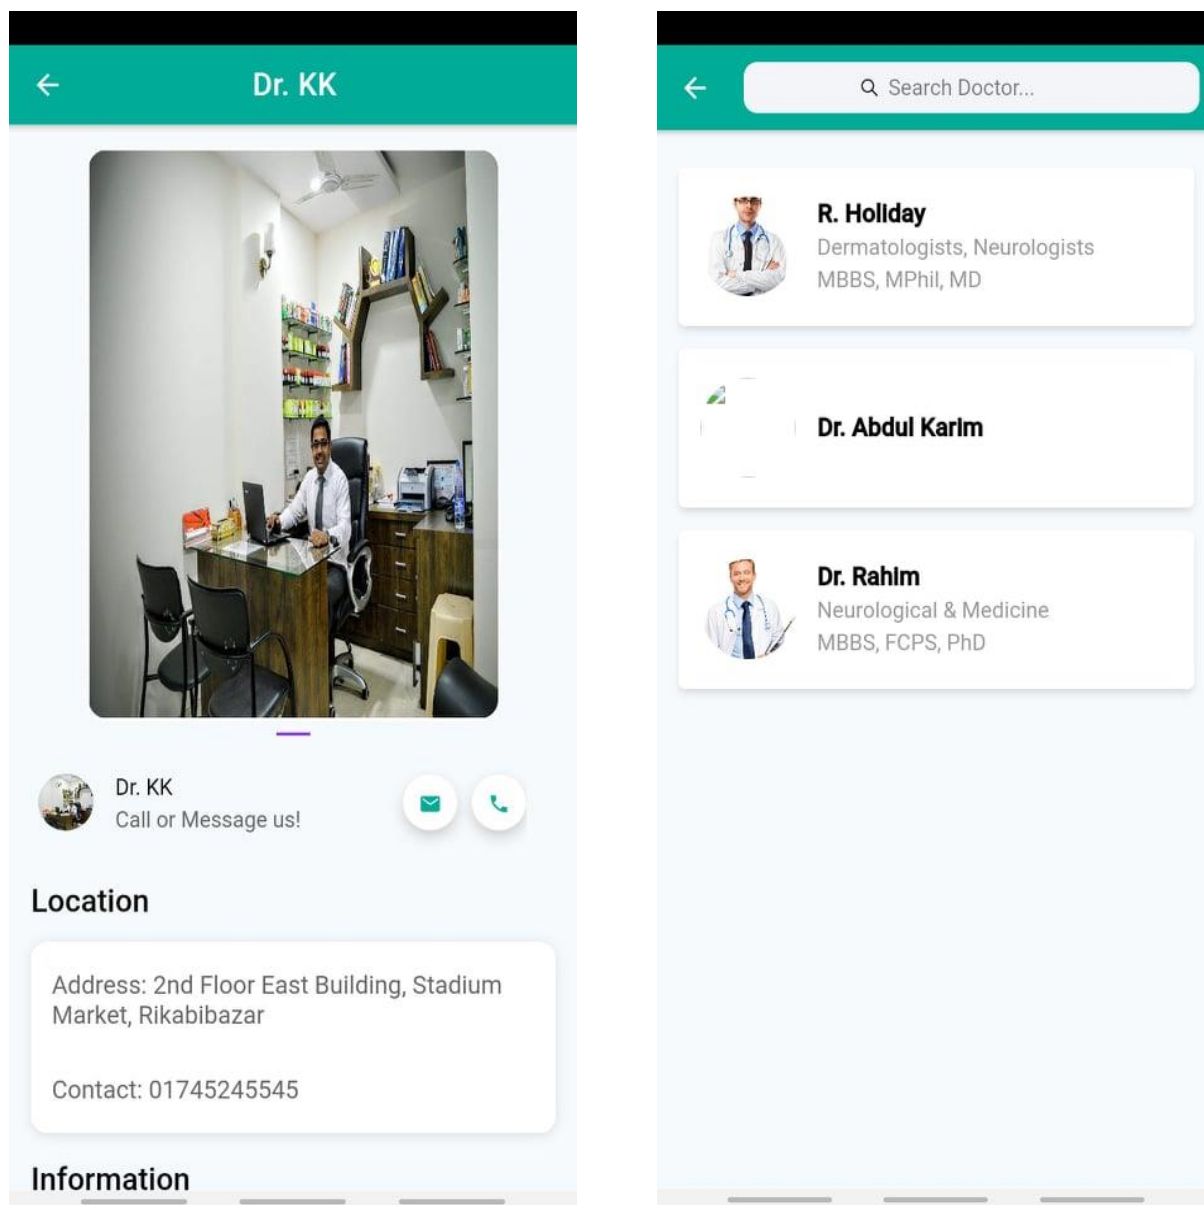 Dr. KK
Dr. KK
Call or Message us!
Location
Address: 2nd Floor East Building, Stadium
Market, Rikabibazar
Contact: 01745245545
Information
Search Doctor...
R. Holiday
Dermatologists, Neurologists
MBBS, MPhil, MD
Dr. Abdul Karim
Dr. Rahim
Neurological & Medicine
MBBS, FCPS, PhD